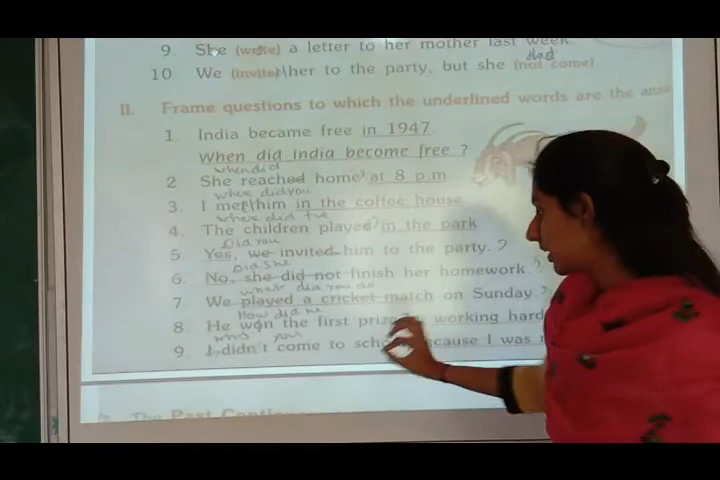 9. She (write) a letter to her mother last week.
did
10 We (invite) her to the party, but she (not come)
II. Frame questions to which the underlined words are the
1. India became free in 1947
When did India become free ?
when did
2 She reached home at 8 p m
where did you
3. I met him in the coffee house
where did the
4. The children played in the park
Did you
5 Yes, we invited him to the party. ?
Did she
6. No, she did not finish her homework. ?
what did you do
7. We played a cricket match on Sunday. ?
How did he
8. He won the first prize working hard
why you
9. I didn't come to because I was
The Past